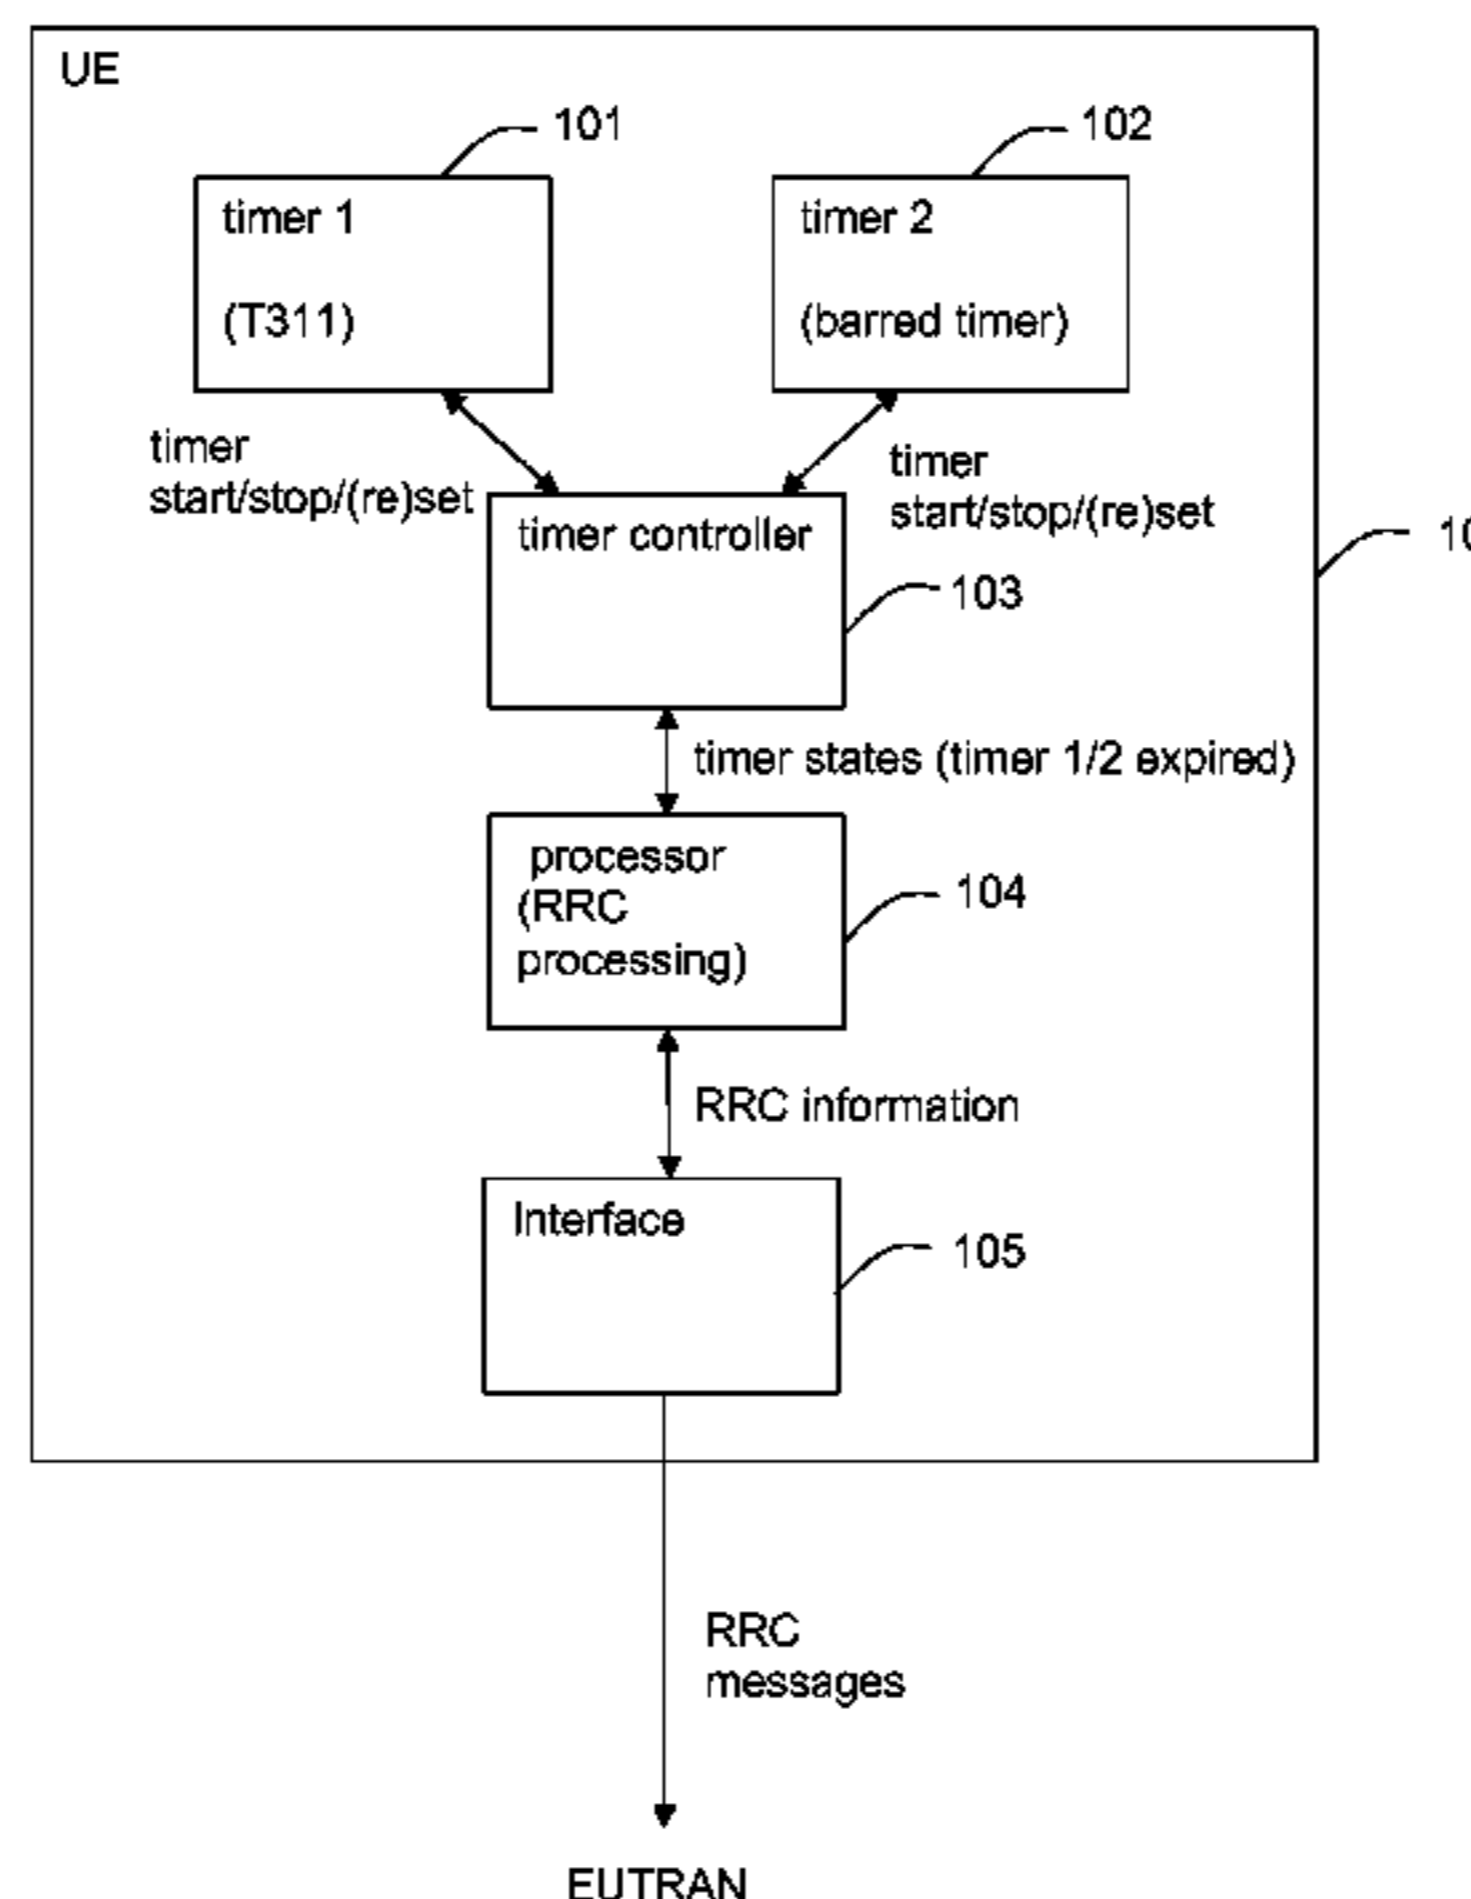 UE
101
102
timer 1
(T311)
timer 2
(barred timer)
timer
start/stop/(re)set
timer
start/stop/(re)set
timer controller
103
timer states (timer 1/2 expired)
processor
(RRC
processing)
104
RRC information
Interface
105
RRC
messages
EUTRAN